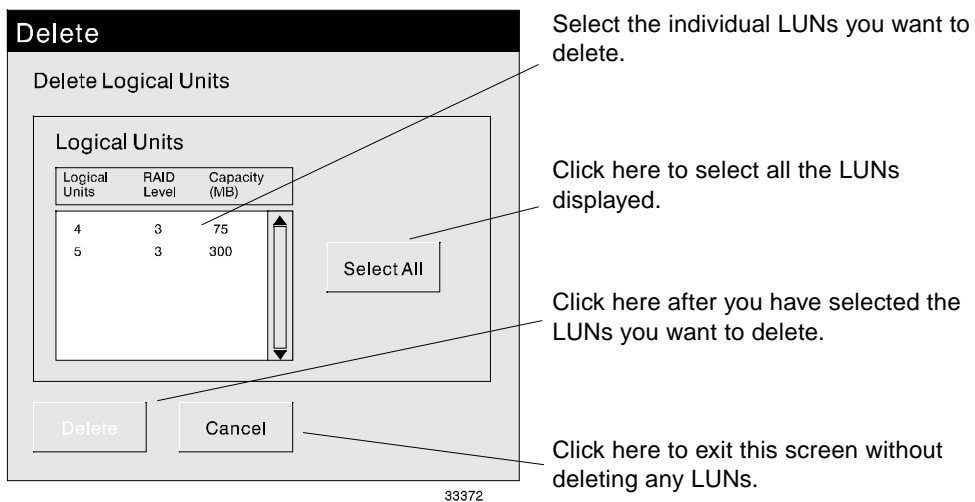 Delete
Select the individual LUNs you want to
delete.
Delete Logical Units
Logical Units
Logical
Units
RAID
Level
Capacity
(MB)
4 3 75
5 3 300
Select All
Click here to select all the LUNs
displayed.
Click here after you have selected the
LUNs you want to delete.
Delete
Cancel
Click here to exit this screen without
deleting any LUNs.
33372